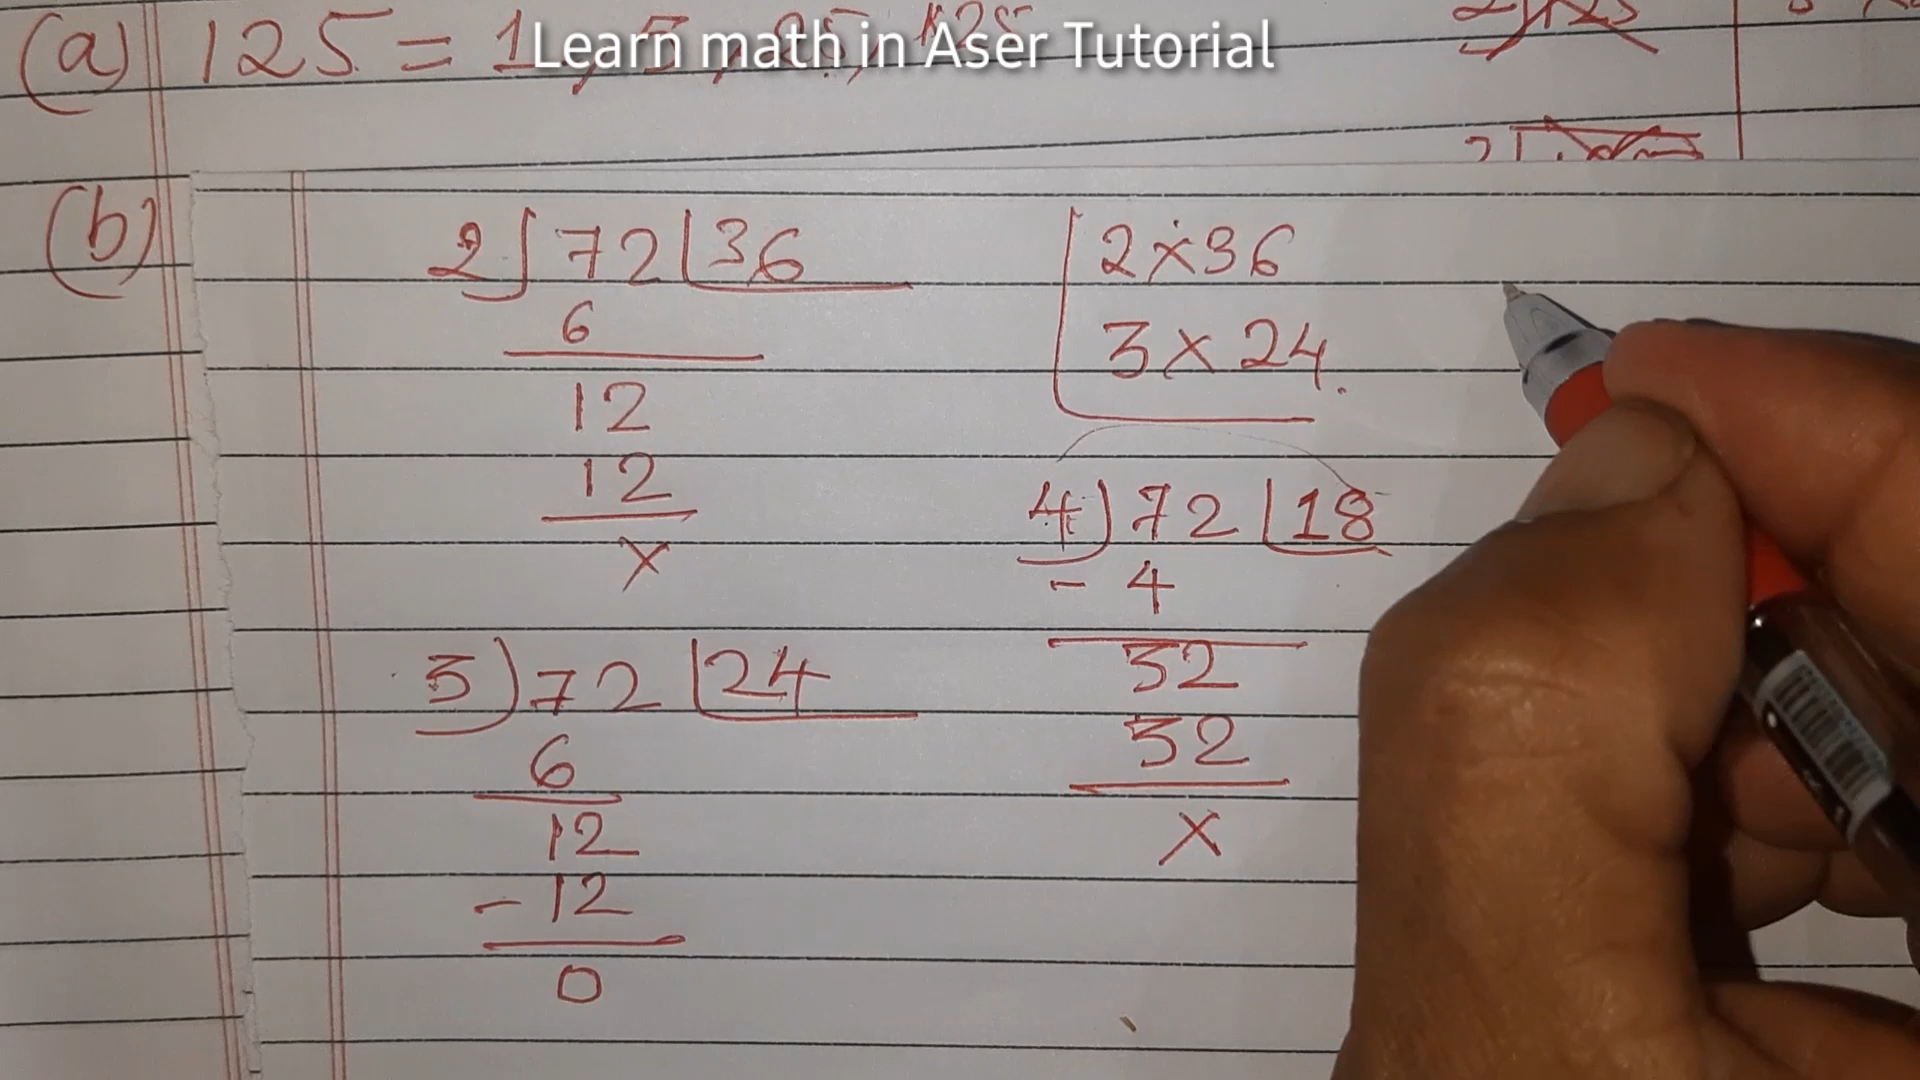 Learn math in Aser Tutorial
(a) 125 = 1, 5, 25, 125
(b)
2) 72 |36
6
12
12
x
3) 72 |24
6
12
- 12
0
2×36
3×24.
4) 72 |18
- 4
32
32
x